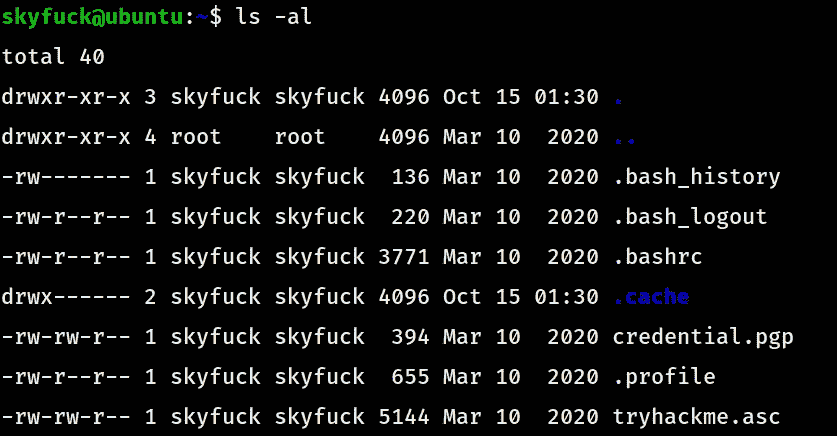 skyfuck@ubuntu:~$ ls -al
total 40
drwxr-xr-x 3 skyfuck skyfuck 4096 Oct 15 01:30 .
drwxr-xr-x 4 root    root    4096 Mar 10  2020 ..
-rw------- 1 skyfuck skyfuck  136 Mar 10  2020 .bash_history
-rw-r--r-- 1 skyfuck skyfuck  220 Mar 10  2020 .bash_logout
-rw-r--r-- 1 skyfuck skyfuck 3771 Mar 10  2020 .bashrc
drwx------ 2 skyfuck skyfuck 4096 Oct 15 01:30 .cache
-rw-rw-r-- 1 skyfuck skyfuck  394 Mar 10  2020 credential.pgp
-rw-r--r-- 1 skyfuck skyfuck  655 Mar 10  2020 .profile
-rw-rw-r-- 1 skyfuck skyfuck 5144 Mar 10  2020 tryhackme.asc